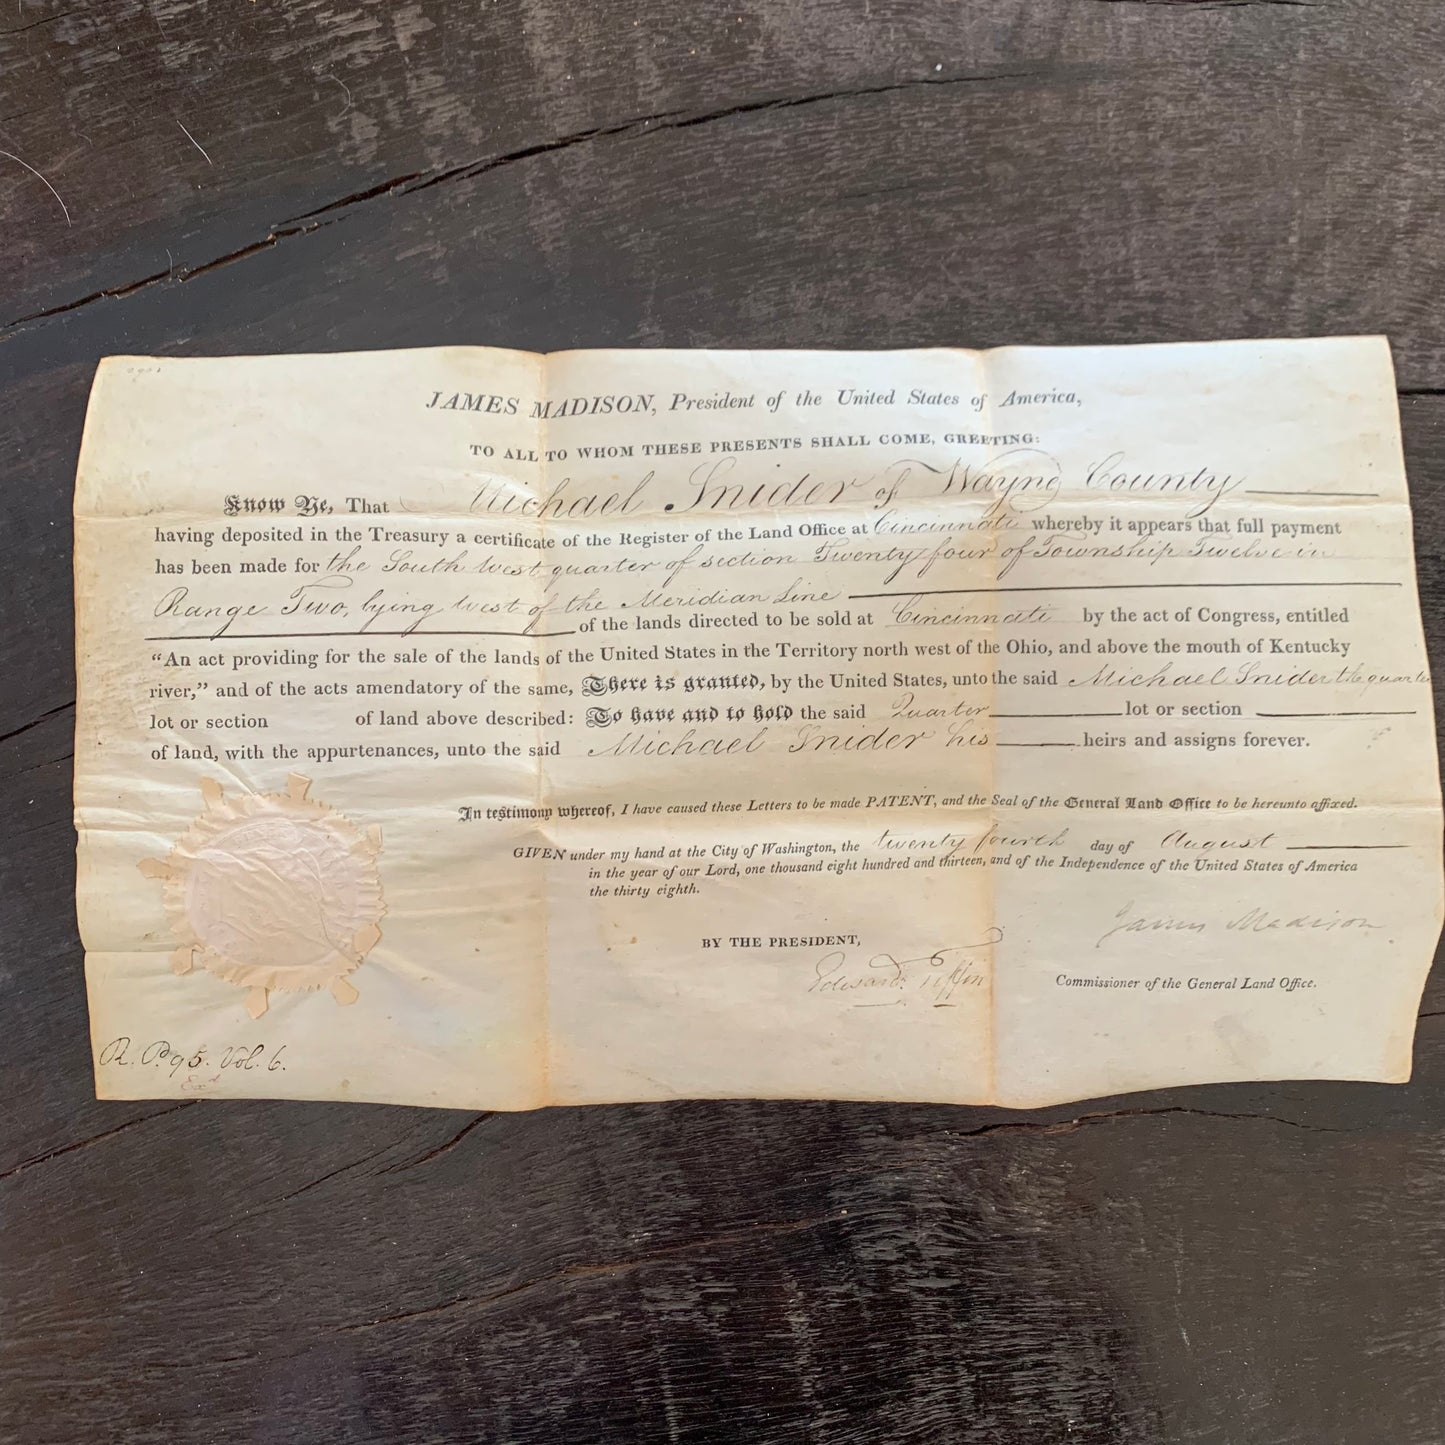 JAMES MADISON, President of the United States of America,
TO ALL TO WHOM THESE PRESENTS SHALL COME, GREETING:
Know Ye, That Michael Snider of Wayne County
having deposited in the Treasury a certificate of the Register of the Land Office at Cincinnati whereby it appears that full payment
has been made for the South West quarter of section Twenty four of Township Twelve in
Range Two, lying West of the Meridian Line
of the lands directed to be sold at Cincinnati by the act of Congress, entitled
“An act providing for the sale of the lands of the United States in the Territory north west of the Ohio, and above the mouth of Kentucky
river,” and of the acts amendatory of the same, There is granted, by the United States, unto the said Michael Snider the quarter
lot or section of land above described: To have and to hold the said Quarter lot or section
of land, with the appurtenances, unto the said Michael Snider his heirs and assigns forever.
In testimony whereof, I have caused these Letters to be made PATENT, and the Seal of the General Land Office to be hereunto affixed.
GIVEN under my hand at the City of Washington, the twenty fourth day of August
in the year of our Lord, one thousand eight hundred and thirteen, and of the Independence of the United States of America
the thirty eighth.
James Madison
BY THE PRESIDENT,
Edward Tiffin
Commissioner of the General Land Office.
R. P. 95. Vol. 6.
Exd